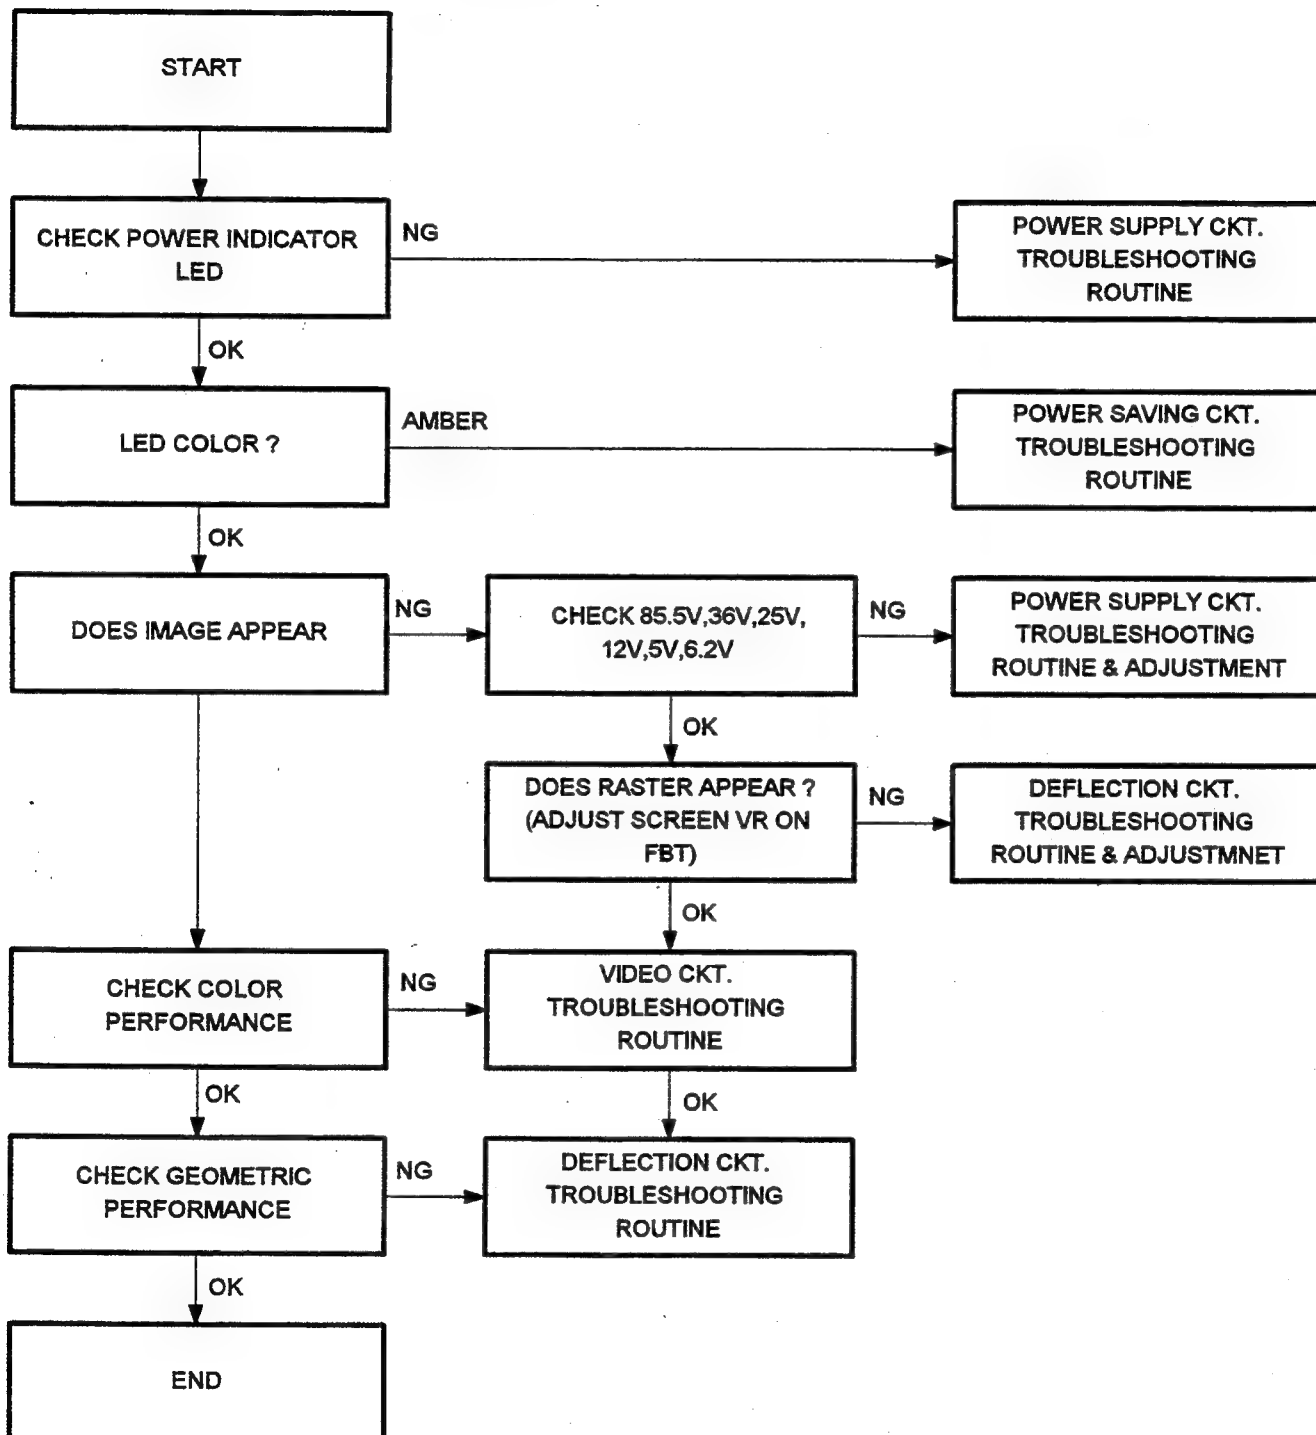 START
CHECK POWER INDICATOR
LED
NG
POWER SUPPLY CKT.
TROUBLESHOOTING
ROUTINE
OK
LED COLOR ?
AMBER
POWER SAVING CKT.
TROUBLESHOOTING
ROUTINE
OK
DOES IMAGE APPEAR
NG
CHECK 85.5V,36V,25V,
12V,5V,6.2V
NG
POWER SUPPLY CKT.
TROUBLESHOOTING
ROUTINE & ADJUSTMENT
OK
DOES RASTER APPEAR ?
(ADJUST SCREEN VR ON
FBT)
NG
DEFLECTION CKT.
TROUBLESHOOTING
ROUTINE & ADJUSTMNET
OK
CHECK COLOR
PERFORMANCE
NG
VIDEO CKT.
TROUBLESHOOTING
ROUTINE
OK
OK
CHECK GEOMETRIC
PERFORMANCE
NG
DEFLECTION CKT.
TROUBLESHOOTING
ROUTINE
OK
END